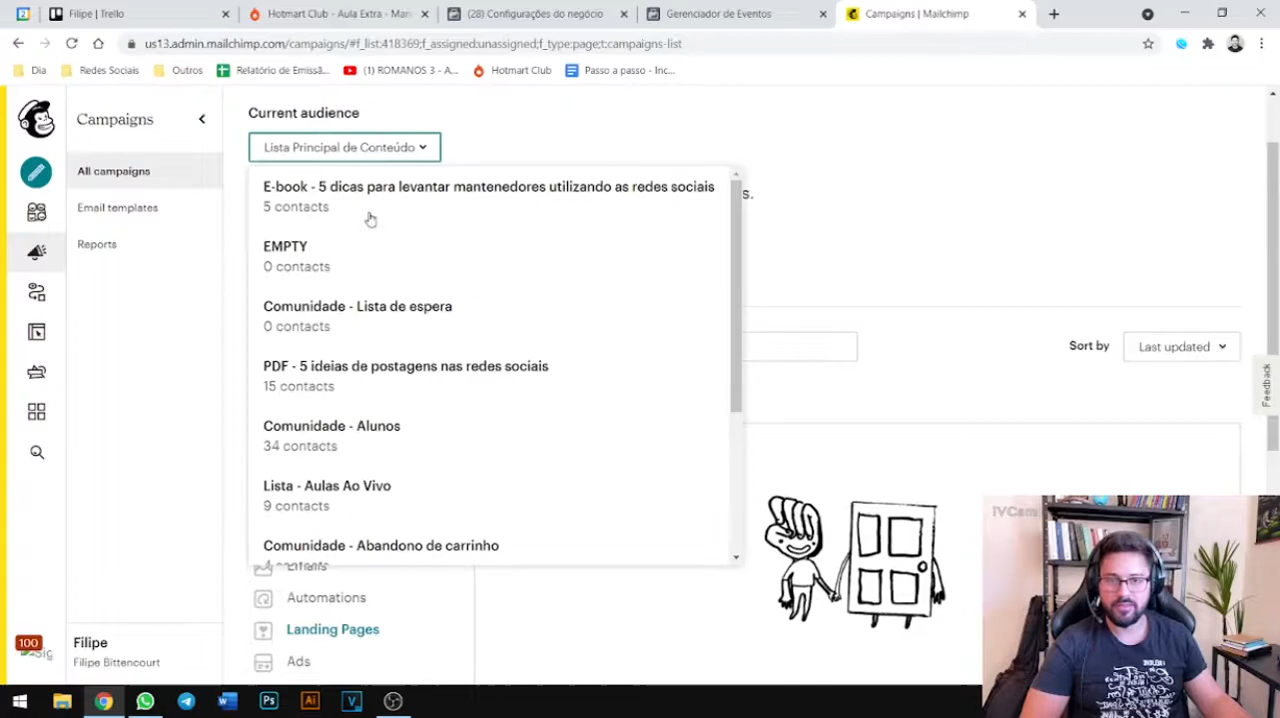 Filipe | Trello
Hotmart Club - Aula Extra - Man
(28) Configurações do negócio
Gerenciador de Eventos
Campaigns | Mailchimp
us13.admin.mailchimp.com/campaigns/#f_list:418369;f_assigned:unassigned;f_type:page;t:campaigns-list
Dia
Redes Sociais
Outros
Relatório de Emissã...
(1) ROMANOS 3 - A...
Hotmart Club
Passo a passo - Inc...
Campaigns
All campaigns
Email templates
Reports
Current audience
Lista Principal de Conteúdo
E-book - 5 dicas para levantar mantenedores utilizando as redes sociais
5 contacts
EMPTY
0 contacts
Comunidade - Lista de espera
0 contacts
PDF - 5 ideias de postagens nas redes sociais
15 contacts
Comunidade - Alunos
34 contacts
Lista - Aulas Ao Vivo
9 contacts
Comunidade - Abandono de carrinho
s.
Sort by
Last updated
Feedback
Emails
Automations
Landing Pages
Ads
100
Filipe
Filipe Bittencourt
iVCam